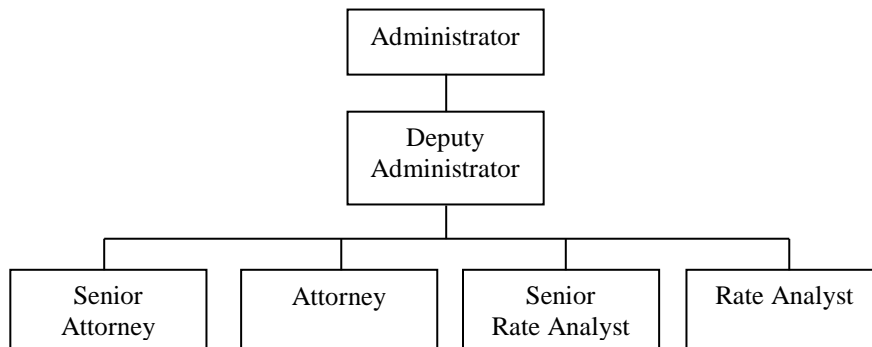 Administrator
Deputy
Administrator
Senior
Attorney
Attorney
Senior
Rate Analyst
Rate Analyst